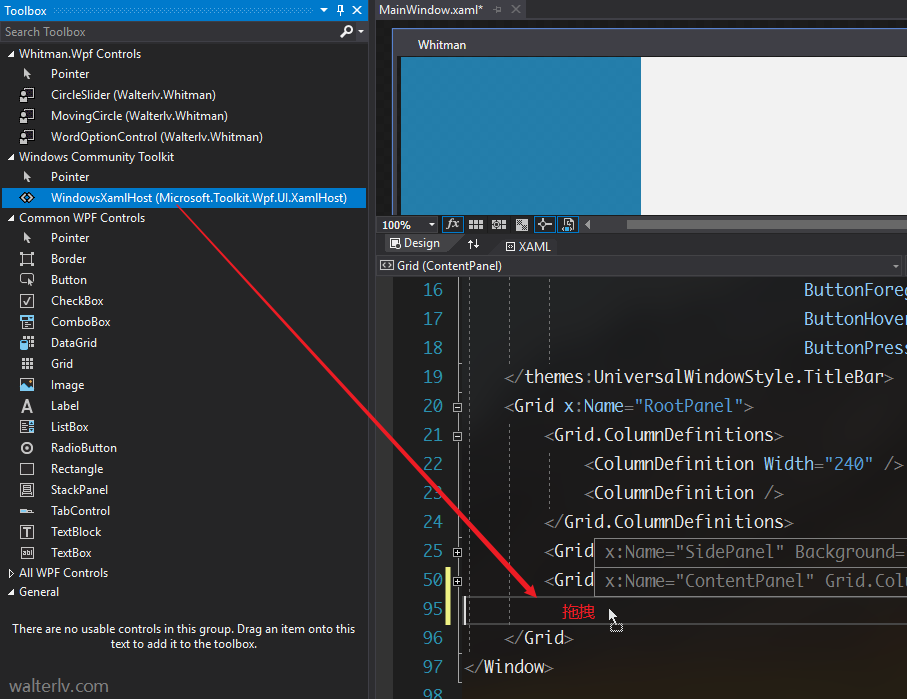 Toolbox
Search Toolbox
Whitman.Wpf Controls
Pointer
CircleSlider (Walterlv.Whitman)
MovingCircle (Walterlv.Whitman)
WordOptionControl (Walterlv.Whitman)
Windows Community Toolkit
Pointer
WindowsXamlHost (Microsoft.Toolkit.Wpf.UI.XamlHost)
Common WPF Controls
Pointer
Border
Button
CheckBox
ComboBox
DataGrid
Grid
Image
Label
ListBox
RadioButton
Rectangle
StackPanel
TabControl
TextBlock
TextBox
All WPF Controls
General
There are no usable controls in this group. Drag an item onto this
text to add it to the toolbox.
walterlv.com
MainWindow.xaml*
Whitman
100%
fx
Design
XAML
Grid (ContentPanel)
16 ButtonFore
17 ButtonHover
18 ButtonPress
19 </themes:UniversalWindowStyle.TitleBar>
20 <Grid x:Name="RootPanel">
21 <Grid.ColumnDefinitions>
22 <ColumnDefinition Width="240" />
23 <ColumnDefinition />
24 </Grid.ColumnDefinitions>
25 <Grid x:Name="SidePanel" Background=
50 <Grid x:Name="ContentPanel" Grid.Colu
95 拖拽
96 </Grid>
97 </Window>
98